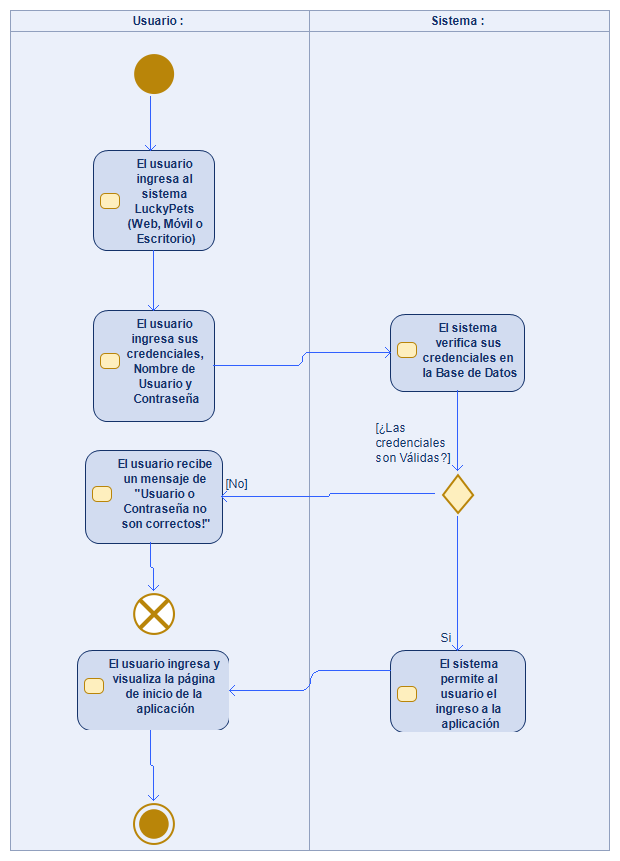 Usuario :
Sistema :
El usuario
ingresa al
sistema
LuckyPets
(Web, Móvil o
Escritorio)
El usuario
ingresa sus
credenciales,
Nombre de
Usuario y
Contraseña
El sistema
verifica sus
credenciales en
la Base de Datos
[¿Las
credenciales
son Válidas?]
El usuario recibe
un mensaje de
"Usuario o
Contraseña no
son correctos!"
[No]
Si
El usuario ingresa y
visualiza la página
de inicio de la
aplicación
El sistema
permite al
usuario el
ingreso a la
aplicación